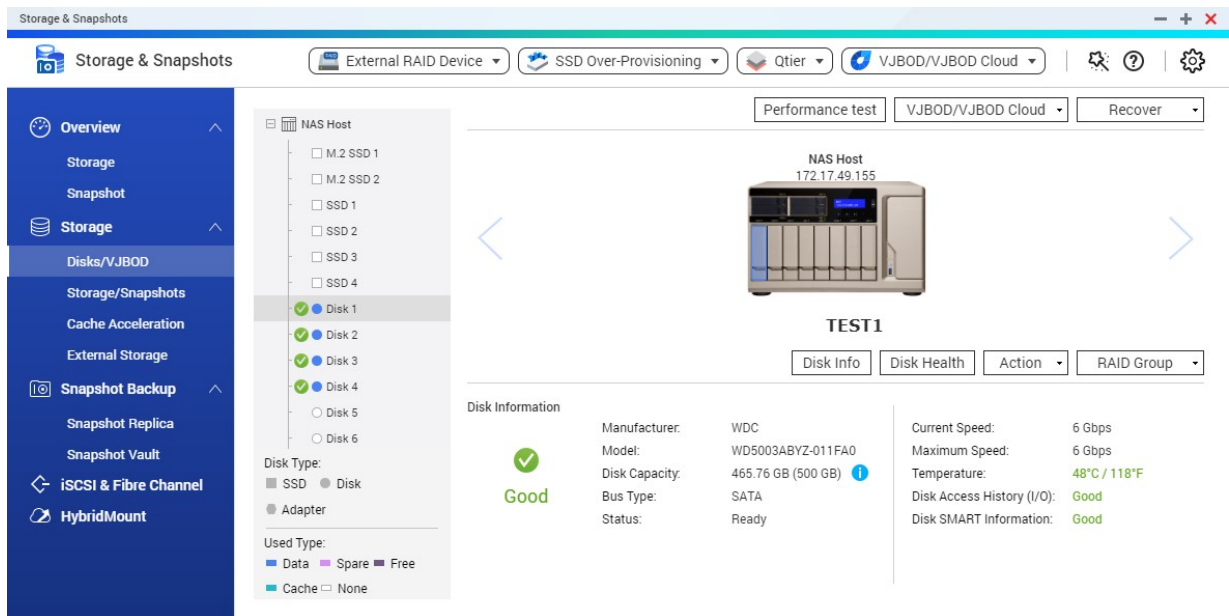 Storage & Snapshots
Storage & Snapshots
External RAID Device
SSD Over-Provisioning
Qtier
VJBOD/VJBOD Cloud
Overview
Storage
Snapshot
Storage
Disks/VJBOD
Storage/Snapshots
Cache Acceleration
External Storage
Snapshot Backup
Snapshot Replica
Snapshot Vault
iSCSI & Fibre Channel
HybridMount
NAS Host
M.2 SSD 1
M.2 SSD 2
SSD 1
SSD 2
SSD 3
SSD 4
Disk 1
Disk 2
Disk 3
Disk 4
Disk 5
Disk 6
Disk Type:
SSD Disk
Adapter
Used Type:
Data Spare Free
Cache None
Performance test
VJBOD/VJBOD Cloud
Recover
NAS Host
172.17.49.155
TEST1
Disk Info
Disk Health
Action
RAID Group
Disk Information
Good
Manufacturer: WDC
Model: WD5003ABYZ-011FA0
Disk Capacity: 465.76 GB (500 GB)
Bus Type: SATA
Status: Ready
Current Speed: 6 Gbps
Maximum Speed: 6 Gbps
Temperature: 48°C / 118°F
Disk Access History (I/O): Good
Disk SMART Information: Good